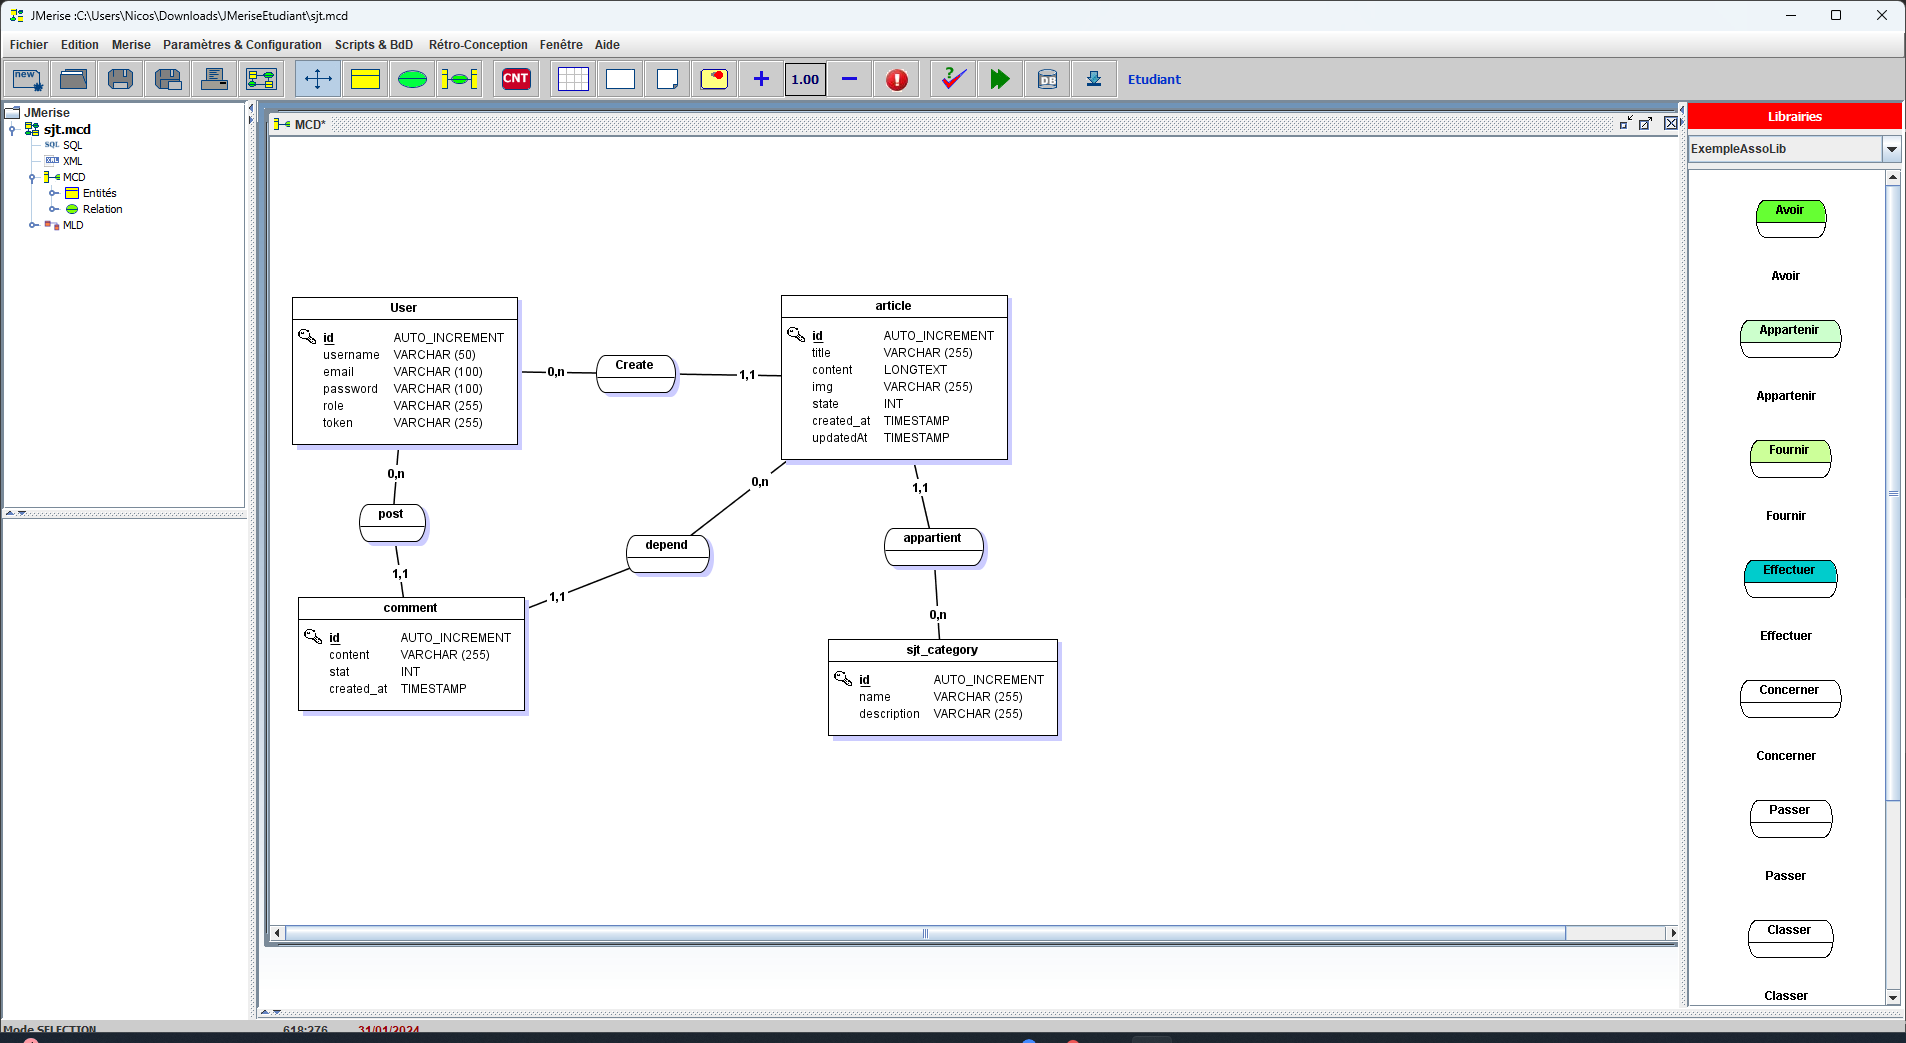 JMerise :C:\Users\Nicos\Downloads\JMeriseEtudiant\sjt.mcd
Fichier Edition Merise Paramètres & Configuration Scripts & BdD Rétro-Conception Fenêtre Aide
new CNT 1.00 ! ? DB Etudiant
JMerise
sjt.mcd
SQL SQL
XML XML
MCD
Entités
Relation
MLD
MCD*
User
id AUTO_INCREMENT
username VARCHAR (50)
email VARCHAR (100)
password VARCHAR (100)
role VARCHAR (255)
token VARCHAR (255)
0,n
Create
1,1
article
id AUTO_INCREMENT
title VARCHAR (255)
content LONGTEXT
img VARCHAR (255)
state INT
created_at TIMESTAMP
updatedAt TIMESTAMP
0,n
post
1,1
0,n
depend
1,1
1,1
appartient
0,n
comment
id AUTO_INCREMENT
content VARCHAR (255)
stat INT
created_at TIMESTAMP
sjt_category
id AUTO_INCREMENT
name VARCHAR (255)
description VARCHAR (255)
Librairies
ExempleAssoLib
Avoir
Avoir
Appartenir
Appartenir
Fournir
Fournir
Effectuer
Effectuer
Concerner
Concerner
Passer
Passer
Classer
Classer
Mode SELECTION 618:276 31/01/2024